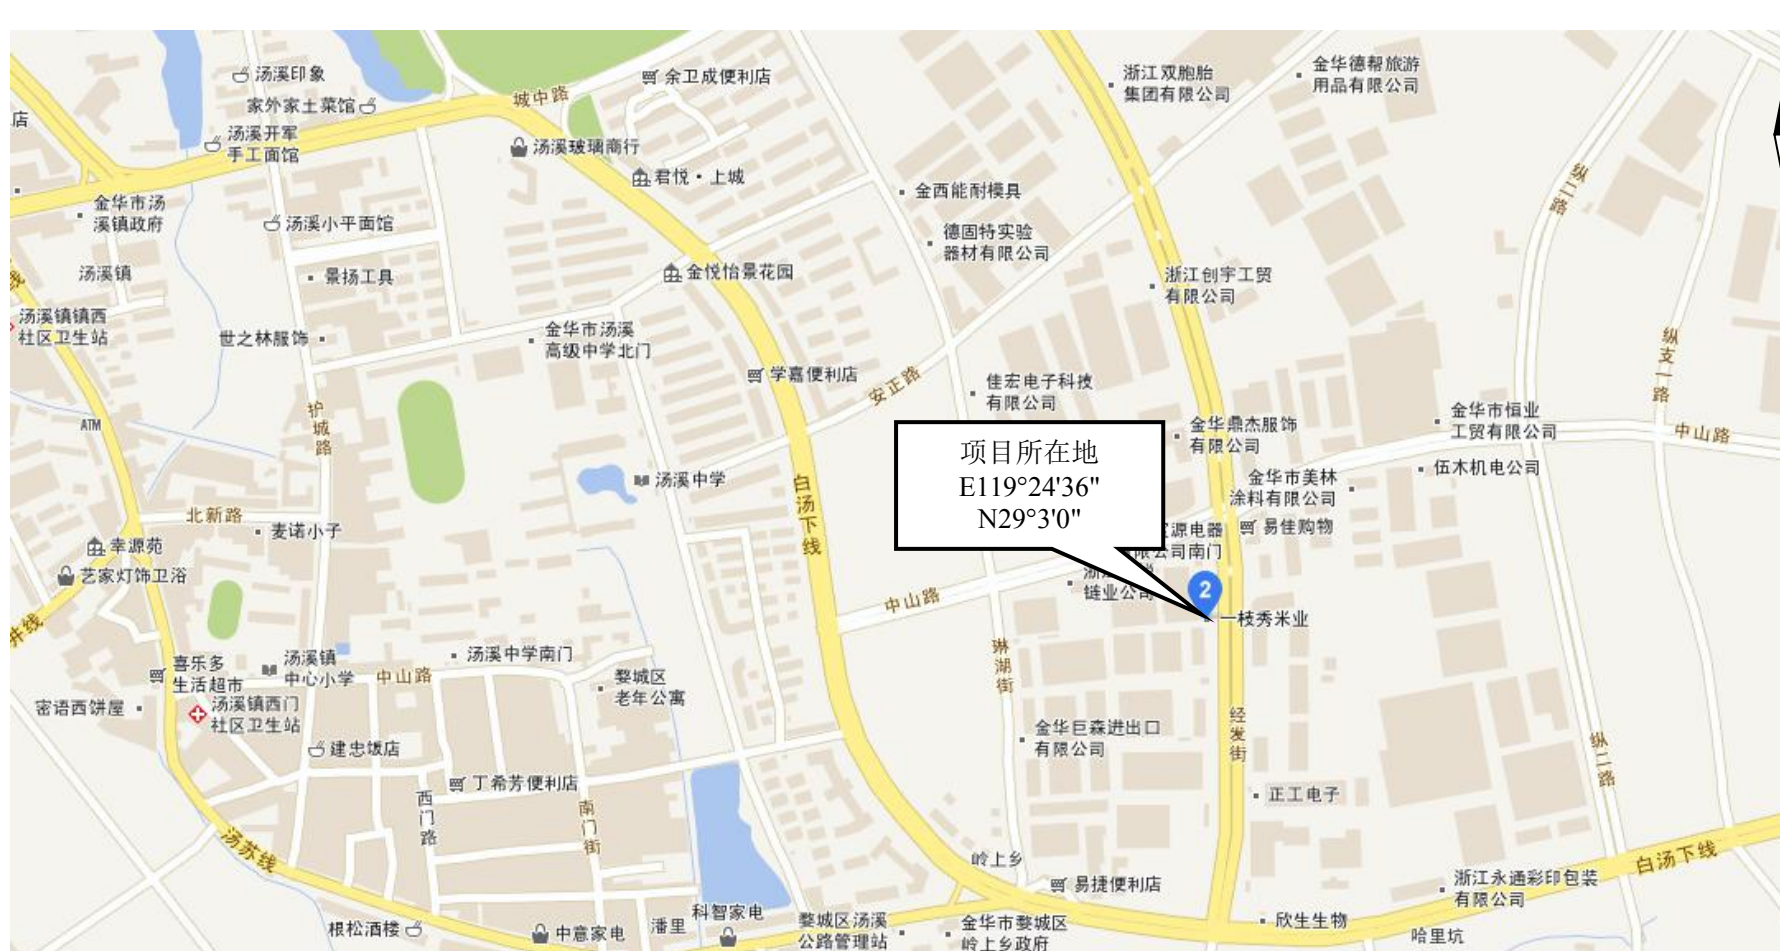 汤溪印象
家外家土菜馆
店
汤溪开军
手工面馆
城中路
余卫成便利店
汤溪玻璃商行
君悦·上城
浙江双胞胎
集团有限公司
金华德帮旅游
用品有限公司
金华市汤
溪镇政府
汤溪小平面馆
金西能耐模具
纵二路
德固特实验
器材有限公司
汤溪镇
景扬工具
金悦怡景花园
浙江创宇工贸
有限公司
线
汤溪镇镇西
社区卫生站
世之林服饰
金华市汤溪
高级中学北门
纵支一路
学嘉便利店
安正路
佳宏电子科技
有限公司
护城路
ATM
金华鼎杰服饰
有限公司
金华市恒业
工贸有限公司
中山路
项目所在地
E119°24'36"
N29°3'0"
汤溪中学
白汤下线
金华市美林
涂料有限公司
伍木机电公司
北新路
麦诺小子
源电器
限公司南门
易佳购物
幸源苑
艺家灯饰卫浴
链业公司
2
中山路
一枝秀米业
井线
喜乐多
生活超市
汤溪镇
中心小学
中山路
汤溪中学南门
婺城区
老年公寓
琳湖街
密语西饼屋
汤溪镇西门
社区卫生站
建忠饭店
金华巨森进出口
有限公司
经发街
纵二路
丁希芳便利店
西门路
南门街
正工电子
汤苏线
岭上乡
易捷便利店
白汤下线
浙江永通彩印包装
有限公司
根松酒楼
中意家电
潘里
科智家电
婺城区汤溪
公路管理站
金华市婺城区
岭上乡政府
欣生生物
哈里坑